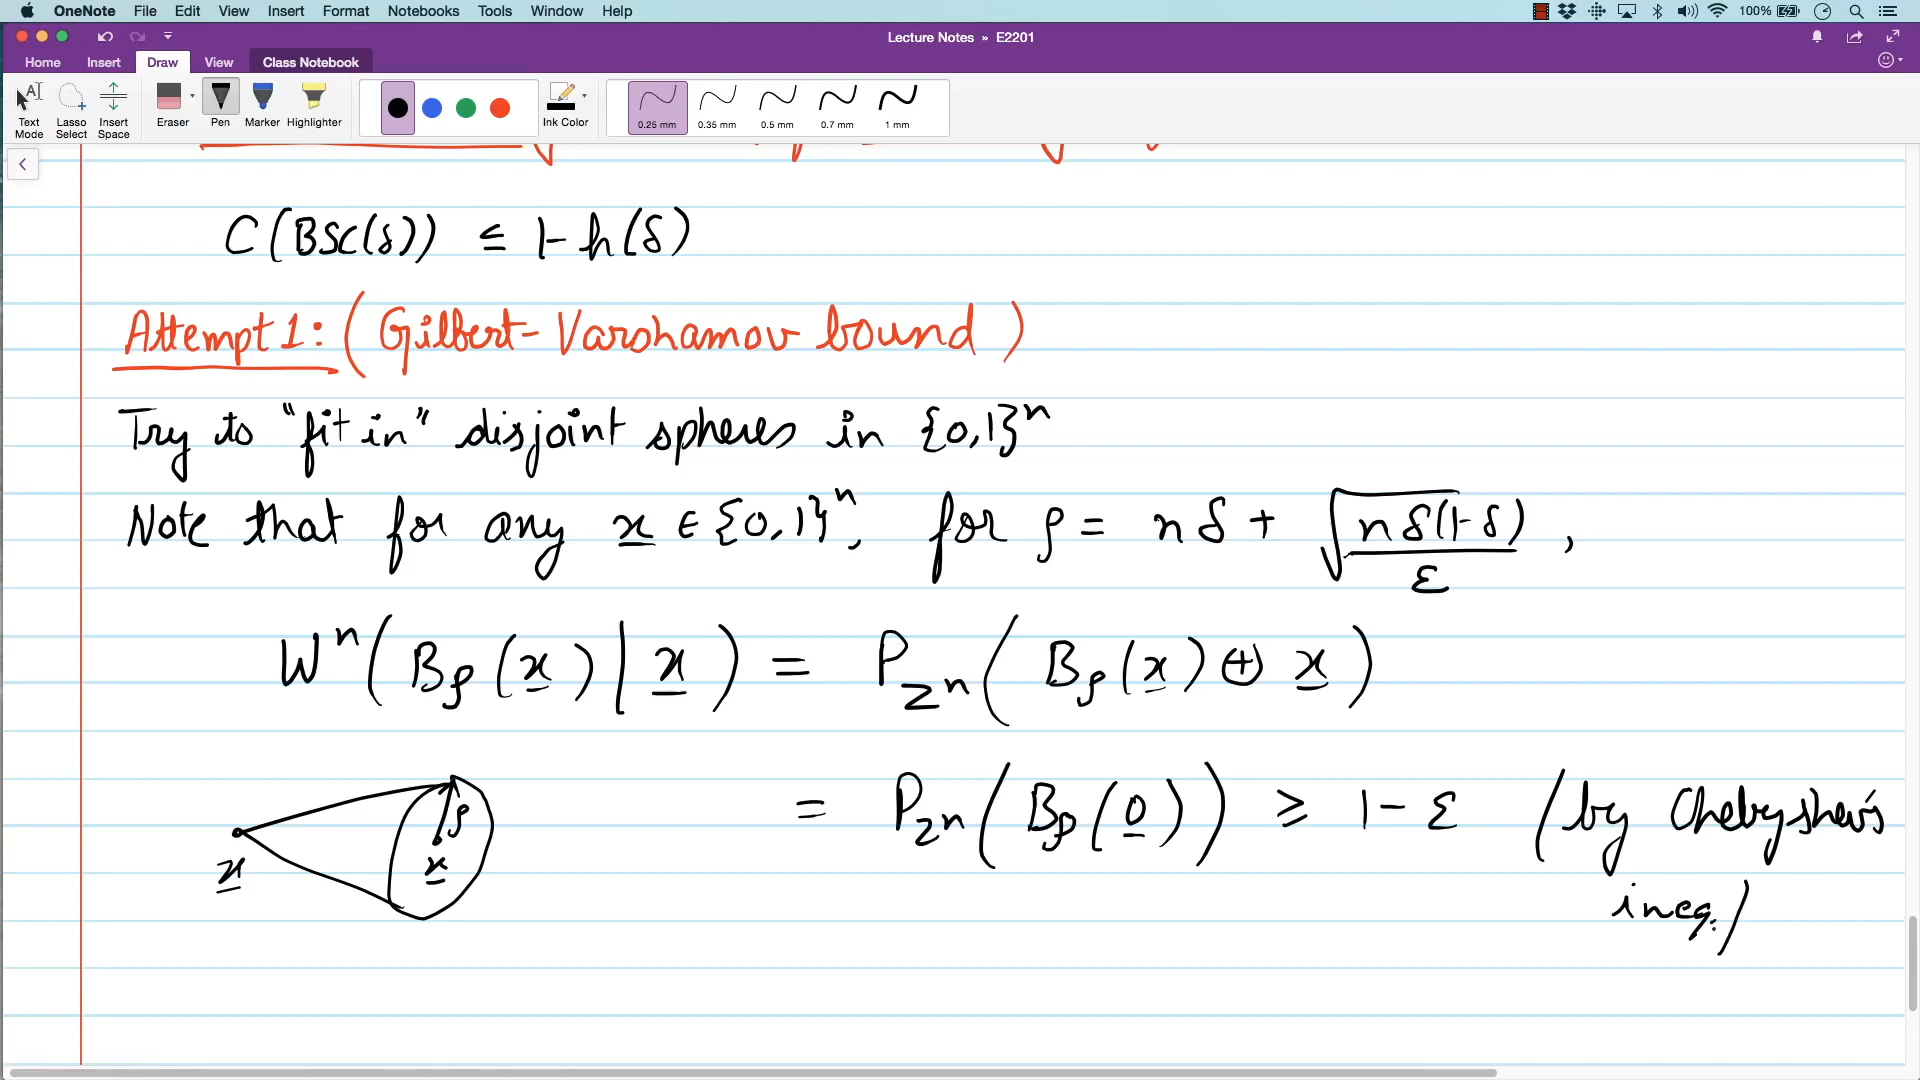 OneNote File Edit View Insert Format Notebooks Tools Window Help 100%
Lecture Notes » E2201
Home Insert Draw View Class Notebook
Text Mode Lasso Select Insert Space Eraser Pen Marker Highlighter Ink Color 0.25 mm 0.35 mm 0.5 mm 0.7 mm 1 mm
C(BSC(δ)) ≤ 1 - h(δ)
Attempt 1: (Gilbert-Varshamov bound)
Try to "fit in" disjoint spheres in {0,1}ⁿ
Note that for any x ∈ {0,1}ⁿ, for ρ = nδ + √(nδ(1-δ)/ε),
Wⁿ(B_ρ(x) | x) = P_Zⁿ(B_ρ(x) ⊕ x)
= P_Zⁿ(B_ρ(0)) ≥ 1 - ε (by Chebyshev's
ineq.)
x
ρ
x